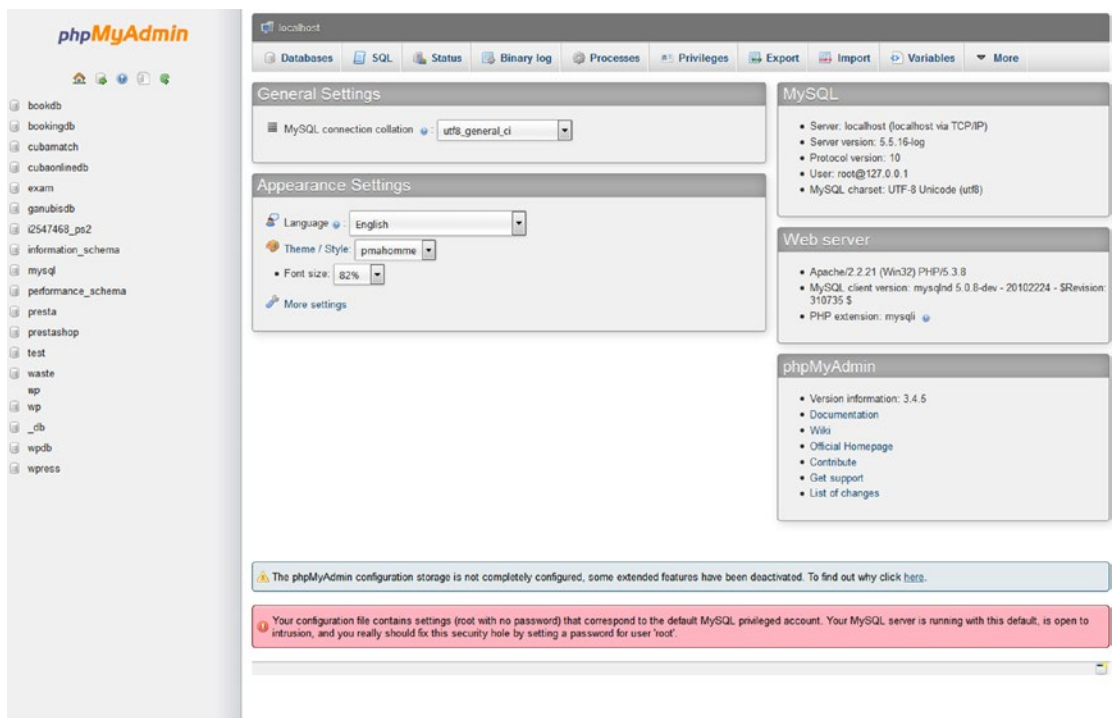 phpMyAdmin
bookdb
bookingdb
cubamatch
cubaonlinedb
exam
ganubisdb
i2547468_ps2
information_schema
mysql
performance_schema
presta
prestashop
test
waste
wp
wp
_db
wpdb
wpress
localhost
Databases SQL Status Binary log Processes Privileges Export Import Variables More
General Settings
MySQL connection collation : utf8_general_ci
Appearance Settings
Language : English
Theme / Style: pmahomme
• Font size: 82%
More settings
MySQL
• Server: localhost (localhost via TCP/IP)
• Server version: 5.5.16-log
• Protocol version: 10
• User: root@127.0.0.1
• MySQL charset: UTF-8 Unicode (utf8)
Web server
• Apache/2.2.21 (Win32) PHP/5.3.8
• MySQL client version: mysqlnd 5.0.8-dev - 20102224 - $Revision:
310735 $
• PHP extension: mysqli
phpMyAdmin
• Version information: 3.4.5
• Documentation
• Wiki
• Official Homepage
• Contribute
• Get support
• List of changes
The phpMyAdmin configuration storage is not completely configured, some extended features have been deactivated. To find out why click here.
Your configuration file contains settings (root with no password) that correspond to the default MySQL privileged account. Your MySQL server is running with this default, is open to
intrusion, and you really should fix this security hole by setting a password for user 'root'.